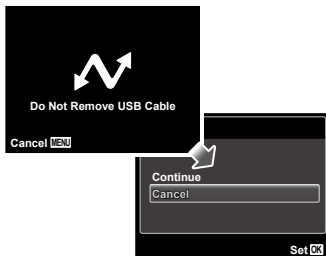 Do Not Remove USB Cable
Cancel MENU
Continue
Cancel
Set OK